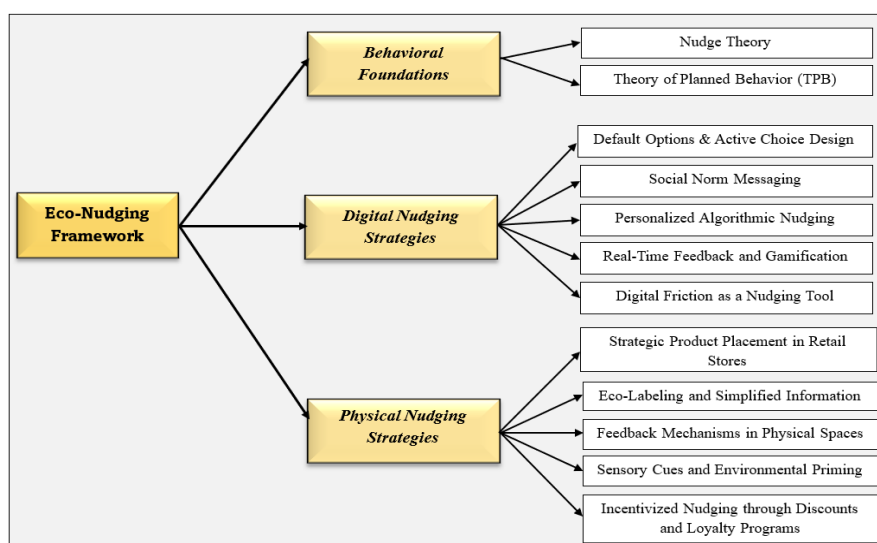 Eco-Nudging
Framework
Behavioral
Foundations
Nudge Theory
Theory of Planned Behavior (TPB)
Digital Nudging
Strategies
Default Options & Active Choice Design
Social Norm Messaging
Personalized Algorithmic Nudging
Real-Time Feedback and Gamification
Digital Friction as a Nudging Tool
Physical Nudging
Strategies
Strategic Product Placement in Retail
Stores
Eco-Labeling and Simplified Information
Feedback Mechanisms in Physical Spaces
Sensory Cues and Environmental Priming
Incentivized Nudging through Discounts
and Loyalty Programs